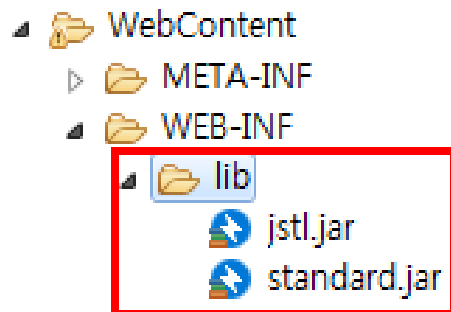 WebContent
META-INF
WEB-INF
lib
jstl.jar
standard.jar